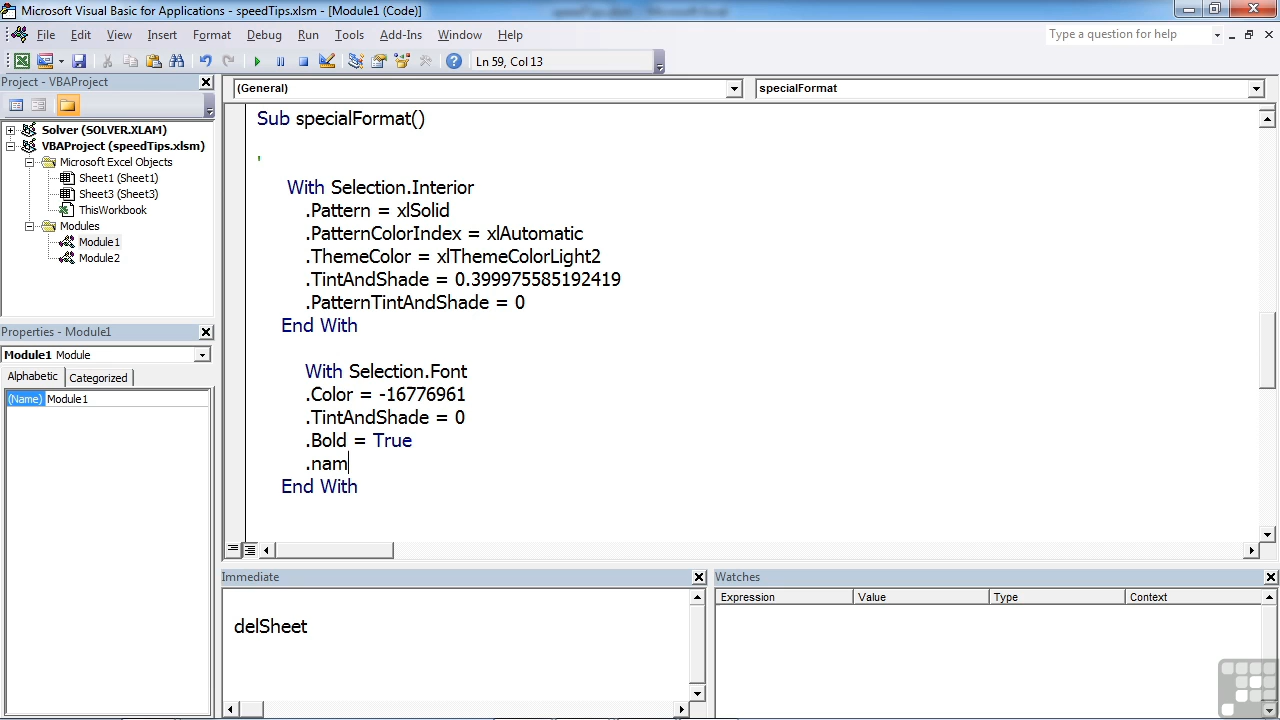 Microsoft Visual Basic for Applications - speedTips.xlsm - [Module1 (Code)]
File Edit View Insert Format Debug Run Tools Add-Ins Window Help
Type a question for help
Ln 59, Col 13
Project - VBAProject
(General)
specialFormat
Solver (SOLVER.XLAM)
VBAProject (speedTips.xlsm)
Microsoft Excel Objects
Sheet1 (Sheet1)
Sheet3 (Sheet3)
ThisWorkbook
Modules
Module1
Module2
Properties - Module1
Module1 Module
Alphabetic Categorized
(Name) Module1
Sub specialFormat()
'
With Selection.Interior
.Pattern = xlSolid
.PatternColorIndex = xlAutomatic
.ThemeColor = xlThemeColorLight2
.TintAndShade = 0.399975585192419
.PatternTintAndShade = 0
End With
With Selection.Font
.Color = -16776961
.TintAndShade = 0
.Bold = True
.nam
End With
Immediate
delSheet
Watches
Expression Value Type Context